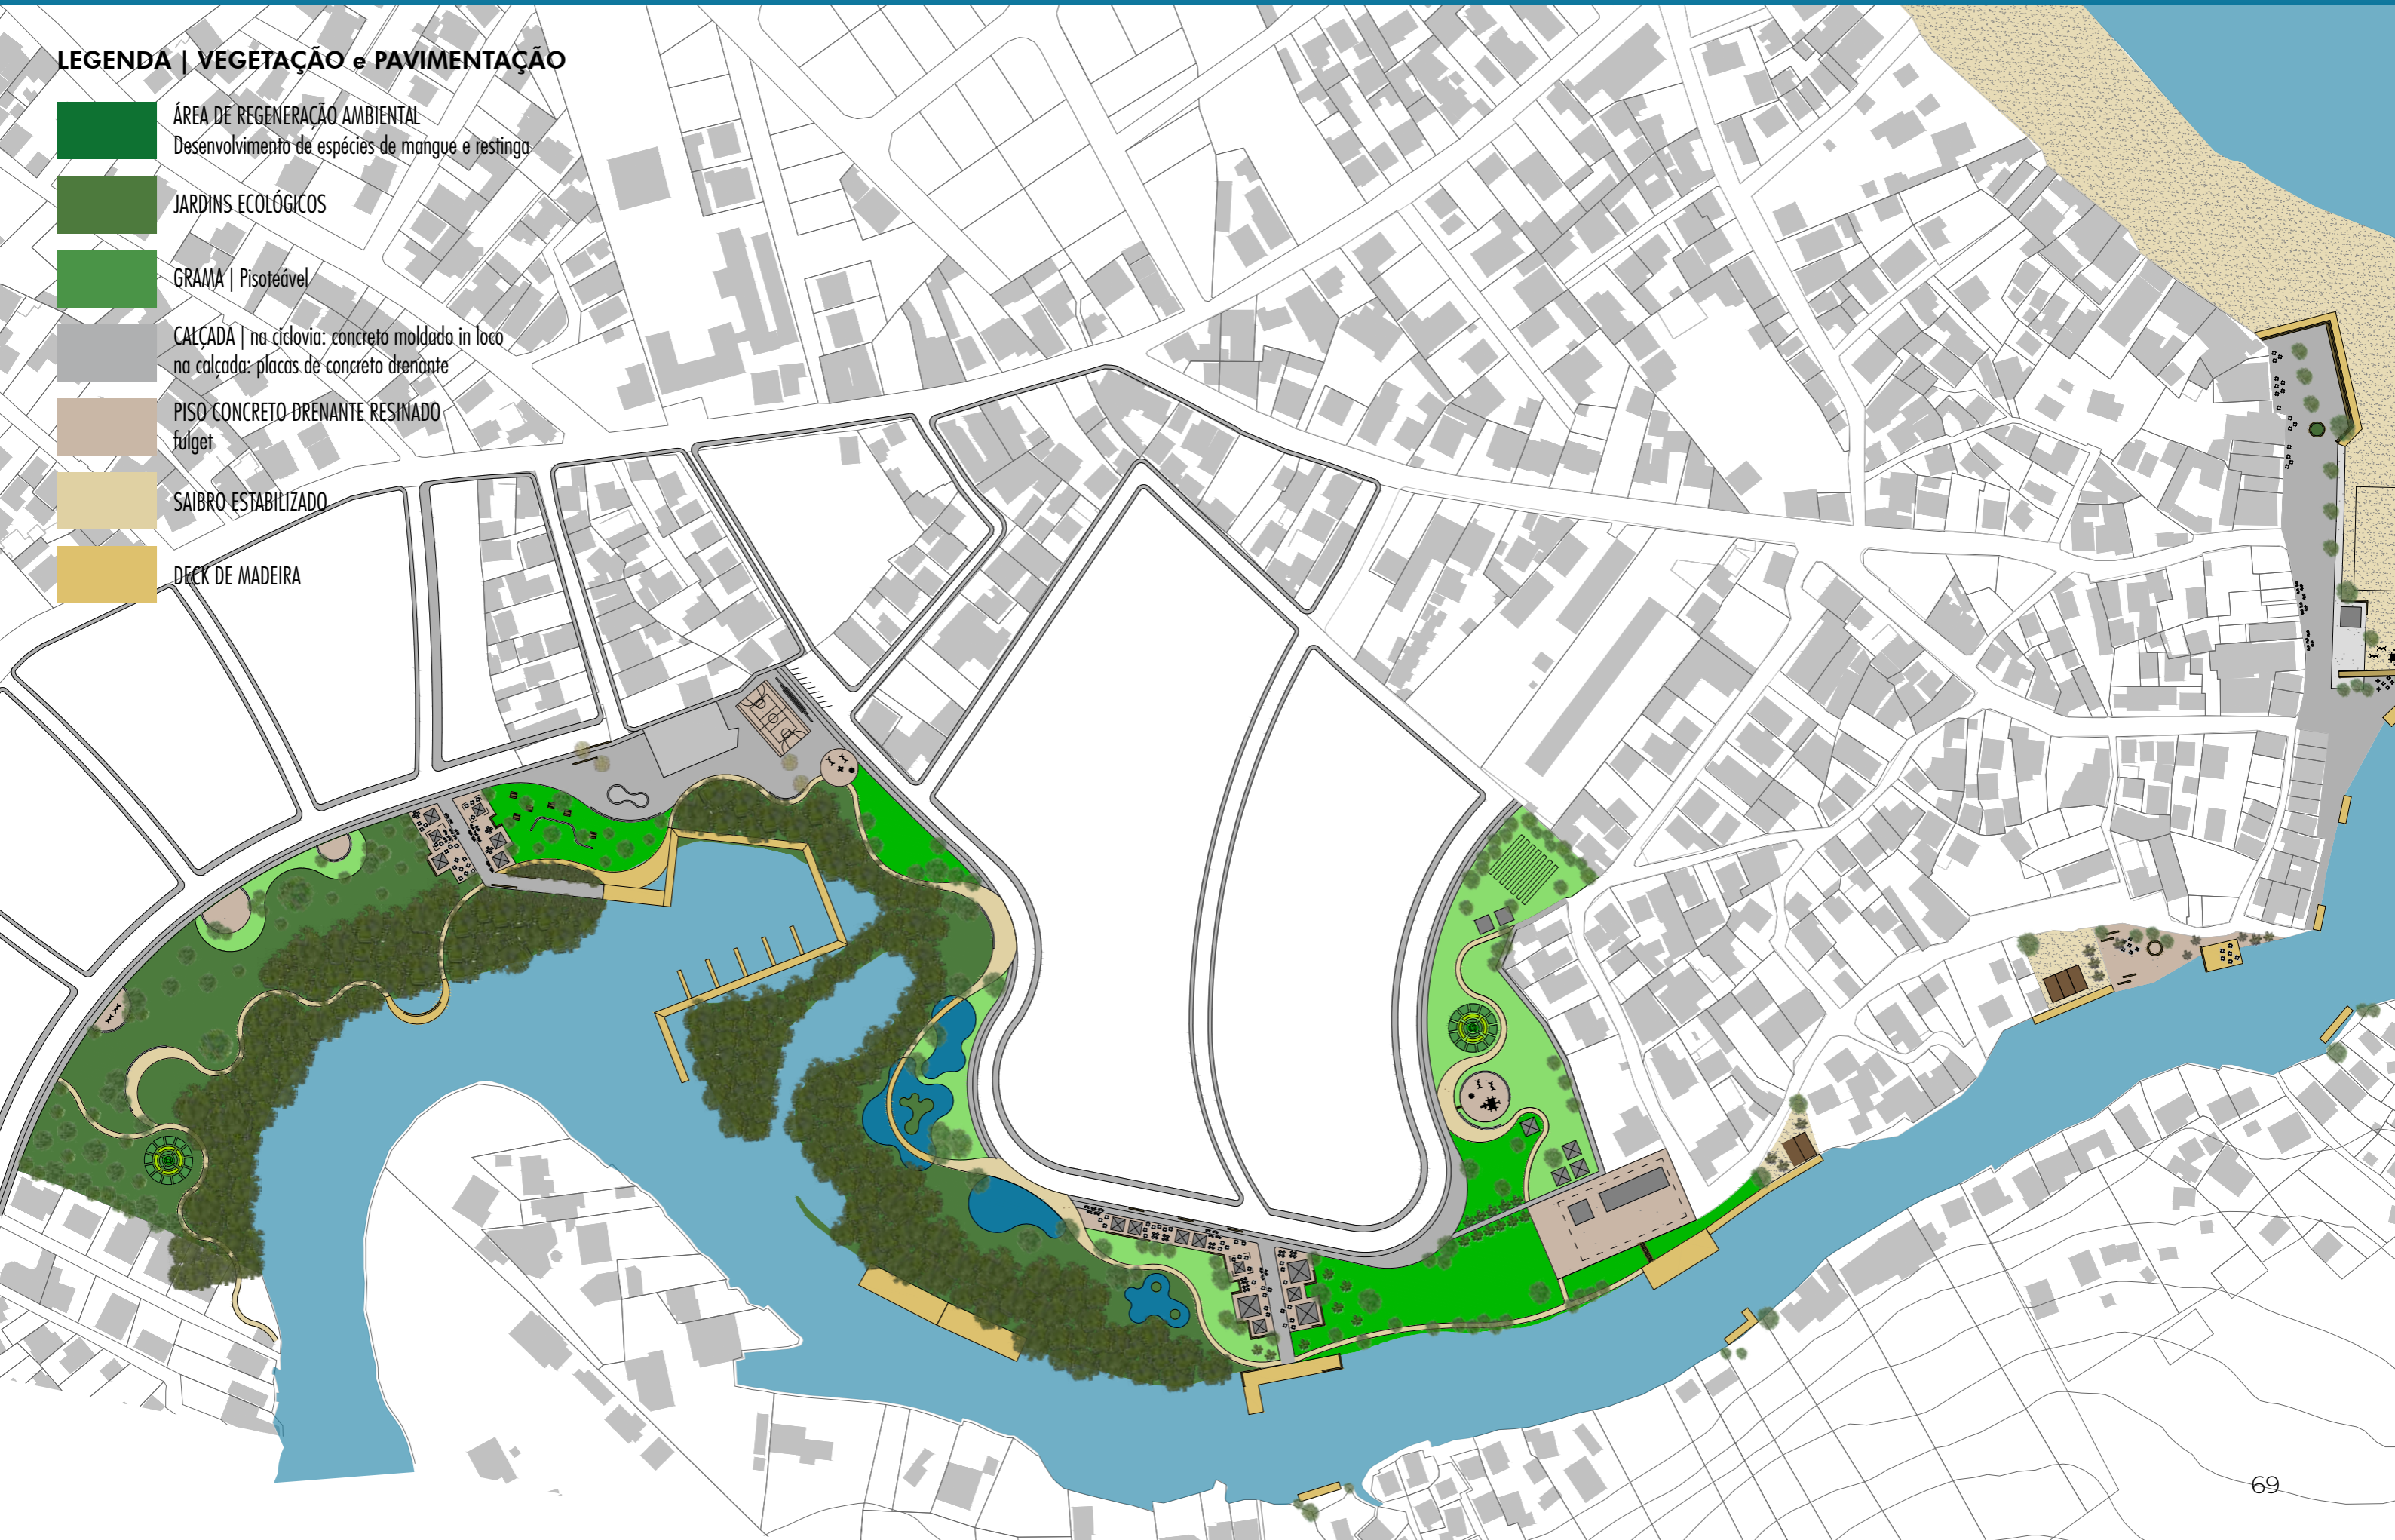 LEGENDA | VEGETAÇÃO e PAVIMENTAÇÃO
ÁREA DE REGENERAÇÃO AMBIENTAL
Desenvolvimento de espécies de mangue e restinga
JARDINS ECOLÓGICOS
GRAMA | Pisoteável
CALÇADA | na ciclovia: concreto moldado in loco
na calçada: placas de concreto drenante
PISO CONCRETO DRENANTE RESINADO
fulget
SAIBRO ESTABILIZADO
DECK DE MADEIRA
69